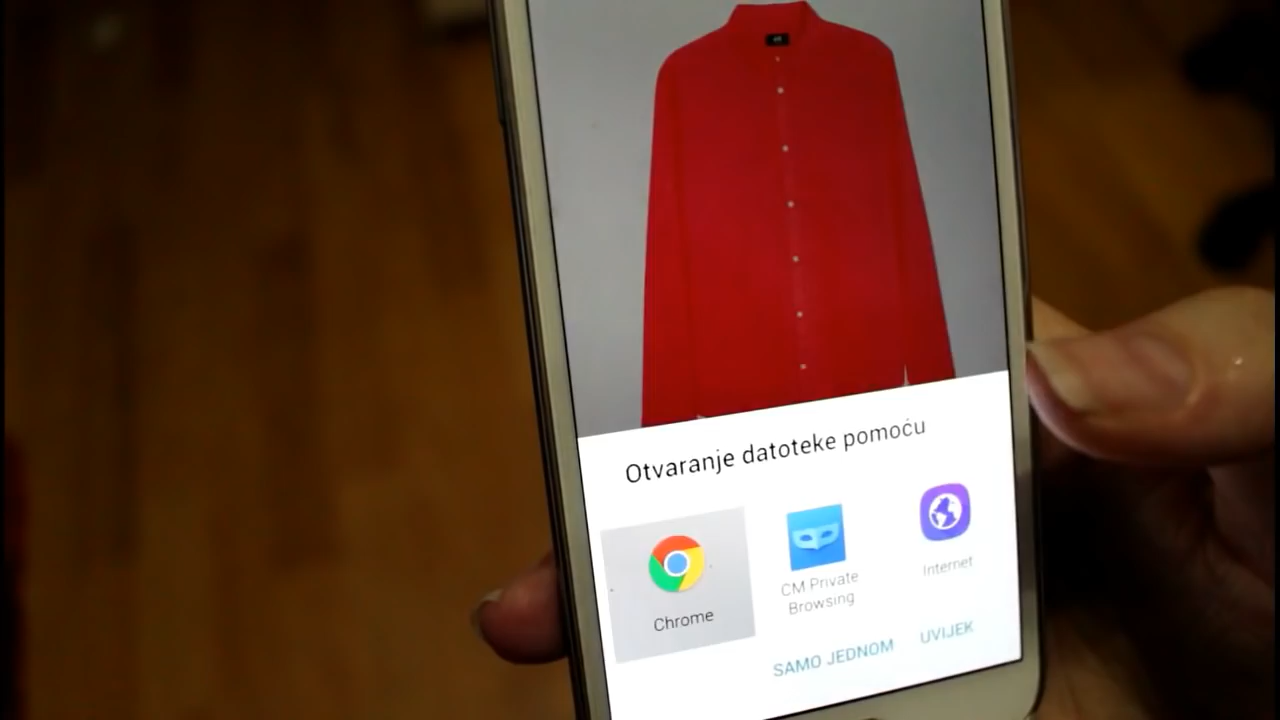 Otvaranje datoteke pomoću
Chrome
CM Private
Browsing
Internet
SAMO JEDNOM
UVIJEK